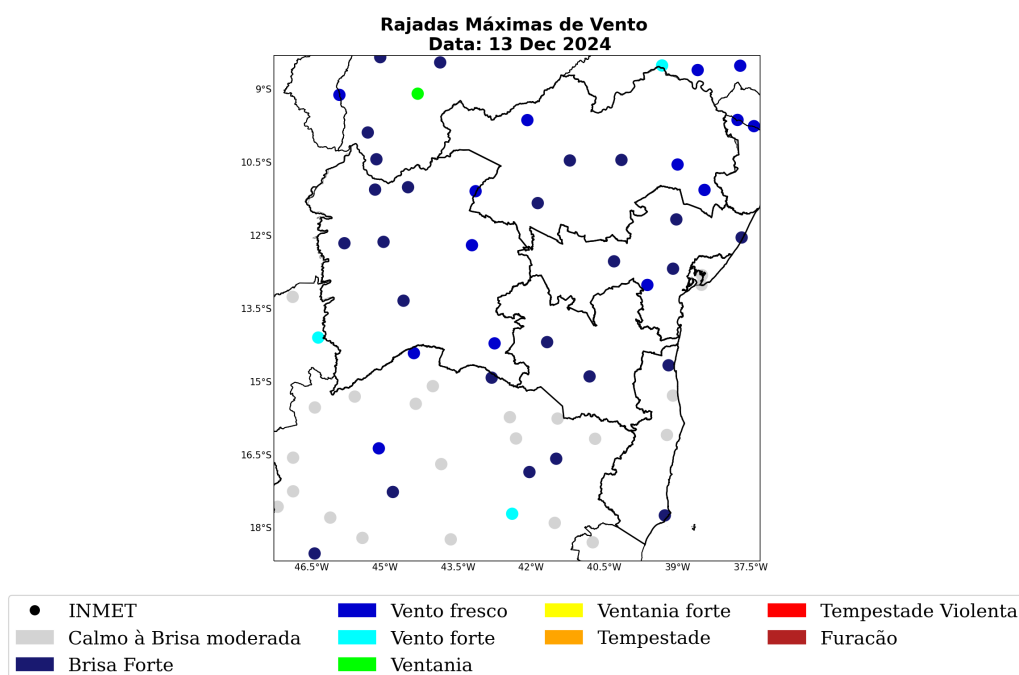 Rajadas Máximas de Vento
Data: 13 Dec 2024
9°S
10.5°S
12°S
13.5°S
15°S
16.5°S
18°S
46.5°W 45°W 43.5°W 42°W 40.5°W 39°W 37.5°W
INMET Vento fresco Ventania forte Tempestade Violenta
Calmo à Brisa moderada Vento forte Tempestade Furacão
Brisa Forte Ventania